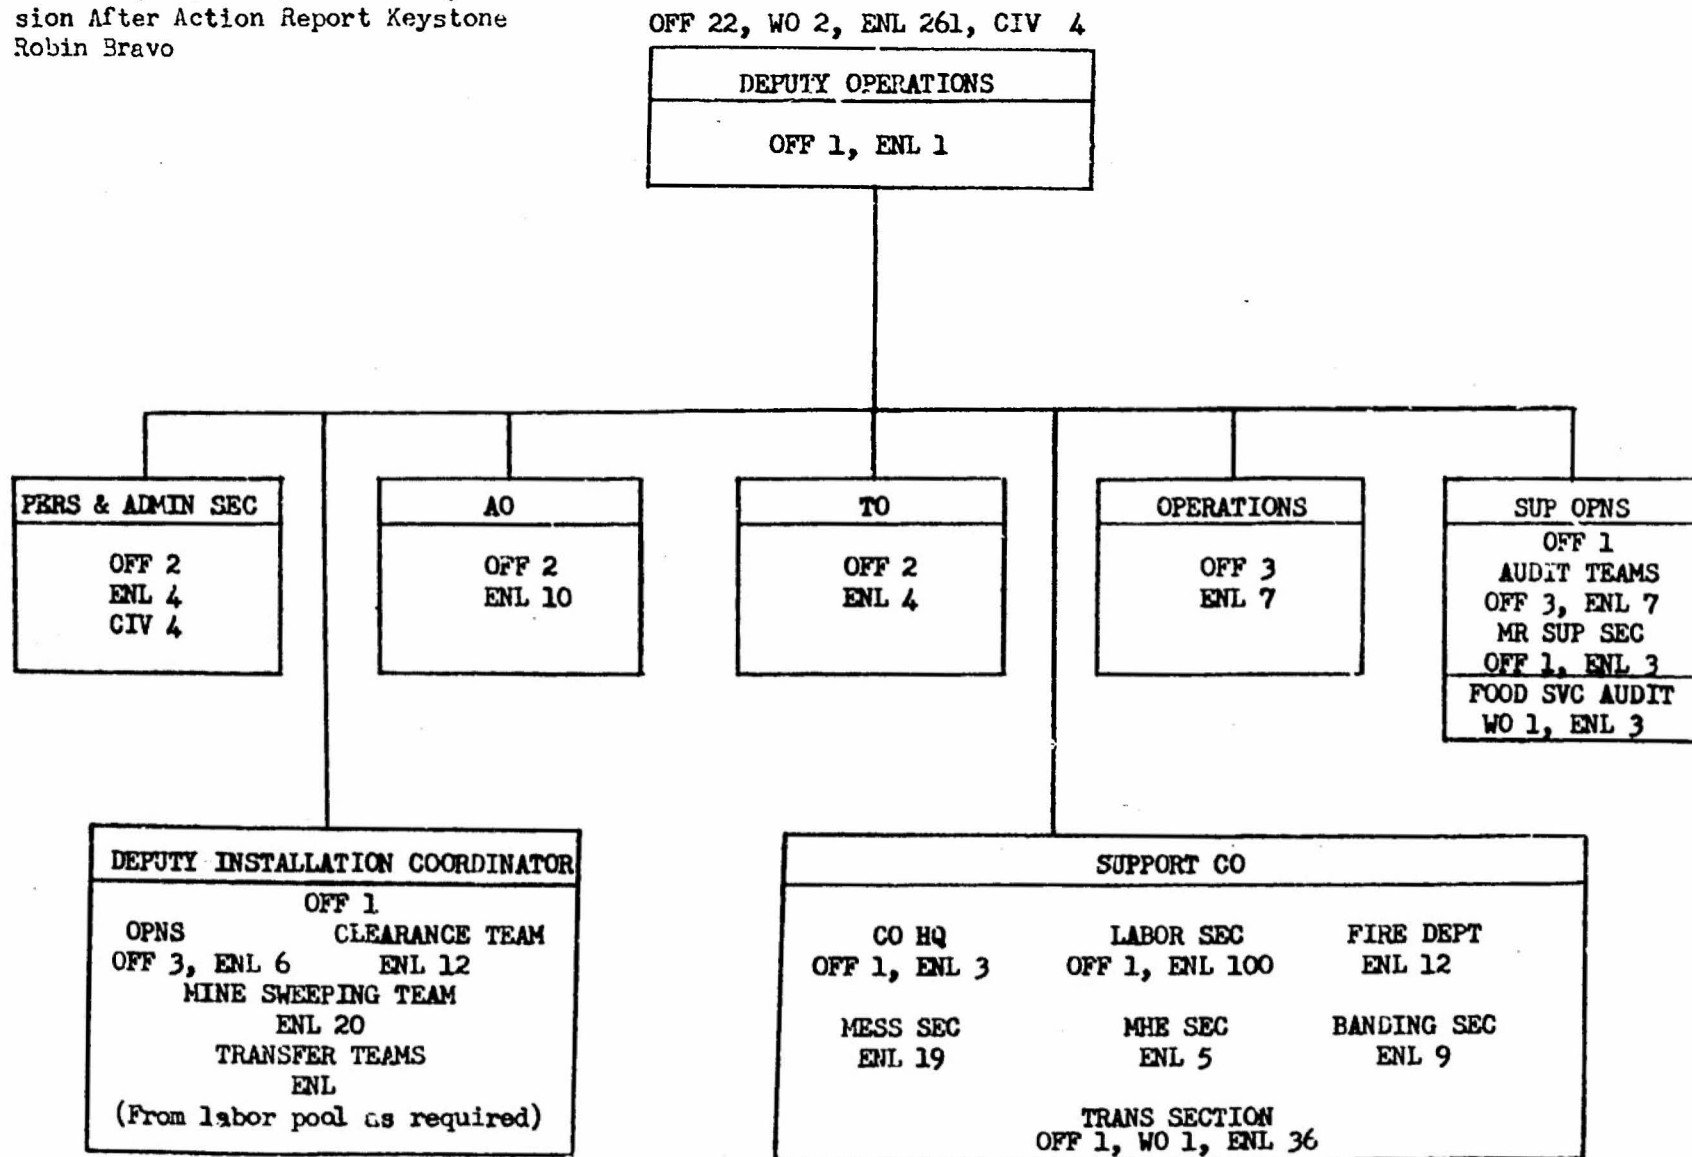 sion After Action Report Keystone
Robin Bravo
OFF 22, WO 2, ENL 261, CIV 4
DEPUTY OPERATIONS
OFF 1, ENL 1
PERS & ADMIN SEC
OFF 2
ENL 4
CIV 4
AO
OFF 2
ENL 10
TO
OFF 2
ENL 4
OPERATIONS
OFF 3
ENL 7
SUP OPNS
OFF 1
AUDIT TEAMS
OFF 3, ENL 7
MR SUP SEC
OFF 1, ENL 3
FOOD SVC AUDIT
WO 1, ENL 3
DEPUTY INSTALLATION COORDINATOR
OFF 1
OPNS CLEARANCE TEAM
OFF 3, ENL 6 ENL 12
MINE SWEEPING TEAM
ENL 20
TRANSFER TEAMS
ENL
(From labor pool as required)
SUPPORT CO
CO HQ LABOR SEC FIRE DEPT
OFF 1, ENL 3 OFF 1, ENL 100 ENL 12
MESS SEC MHE SEC BANDING SEC
ENL 19 ENL 5 ENL 9
TRANS SECTION
OFF 1, WO 1, ENL 36